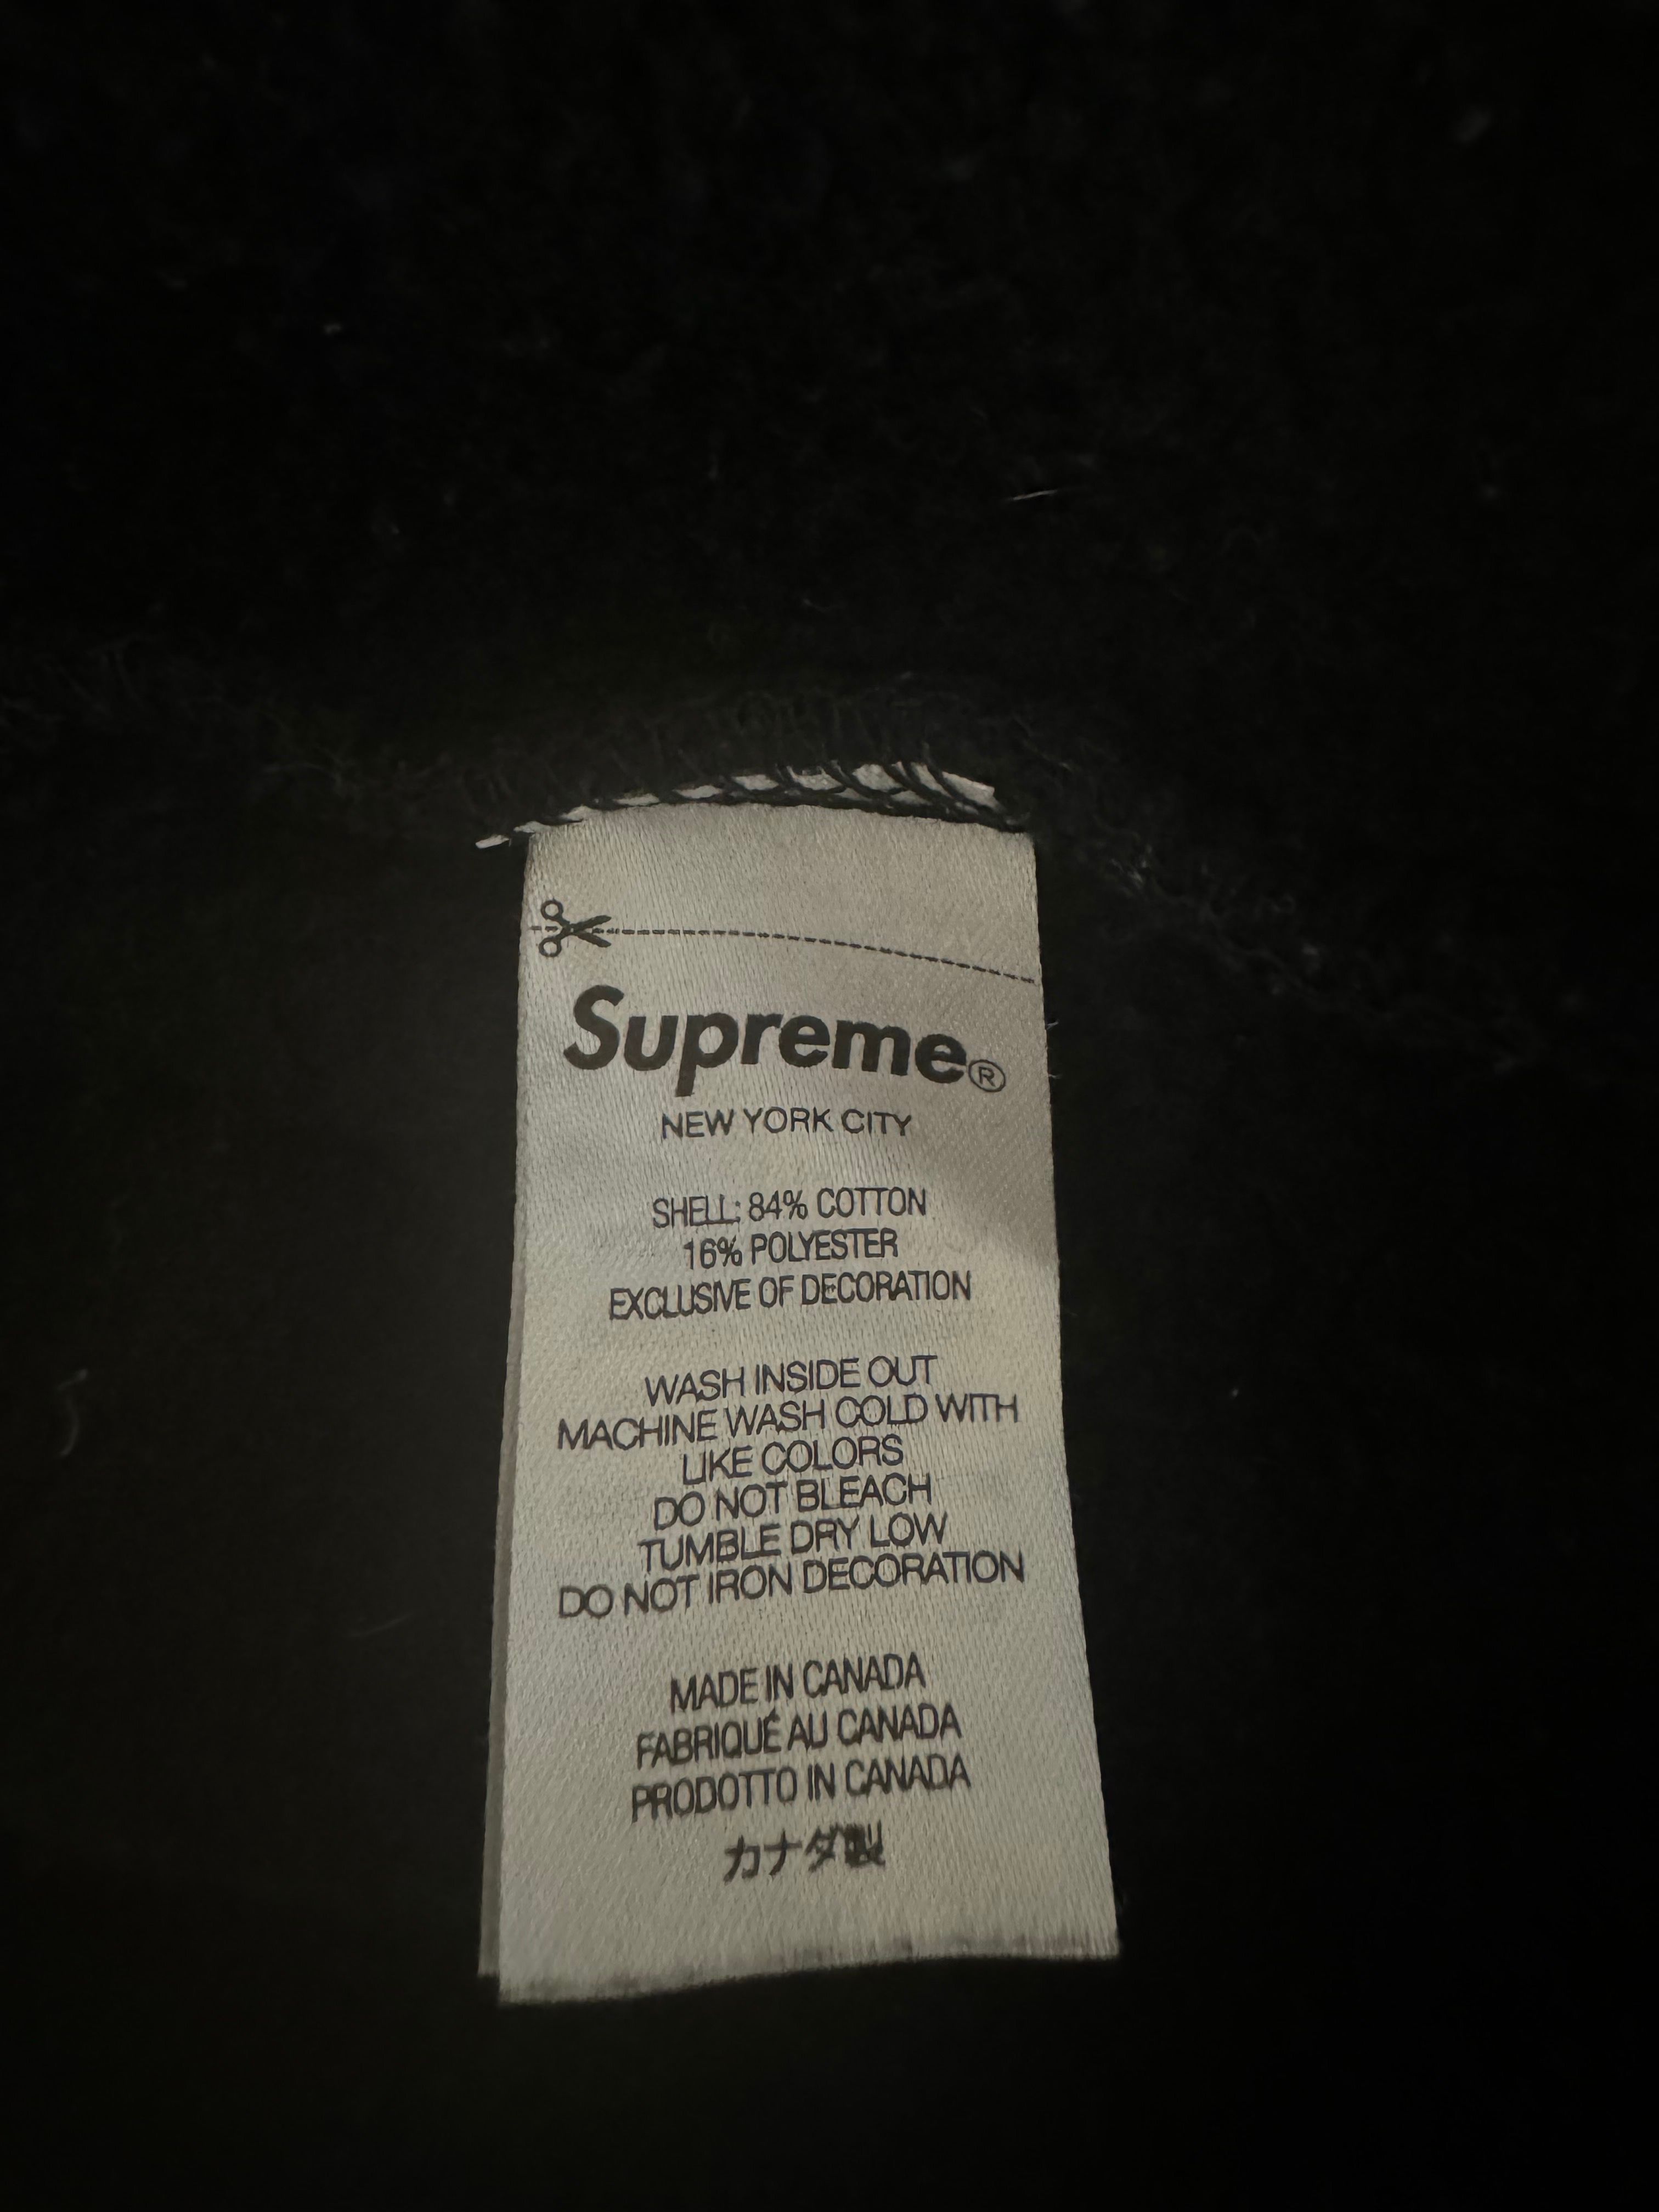 Supreme®
NEW YORK CITY
SHELL: 84% COTTON
16% POLYESTER
EXCLUSIVE OF DECORATION
WASH INSIDE OUT
MACHINE WASH COLD WITH
LIKE COLORS
DO NOT BLEACH
TUMBLE DRY LOW
DO NOT IRON DECORATION
MADE IN CANADA
FABRIQUÉ AU CANADA
PRODOTTO IN CANADA
カナダ製